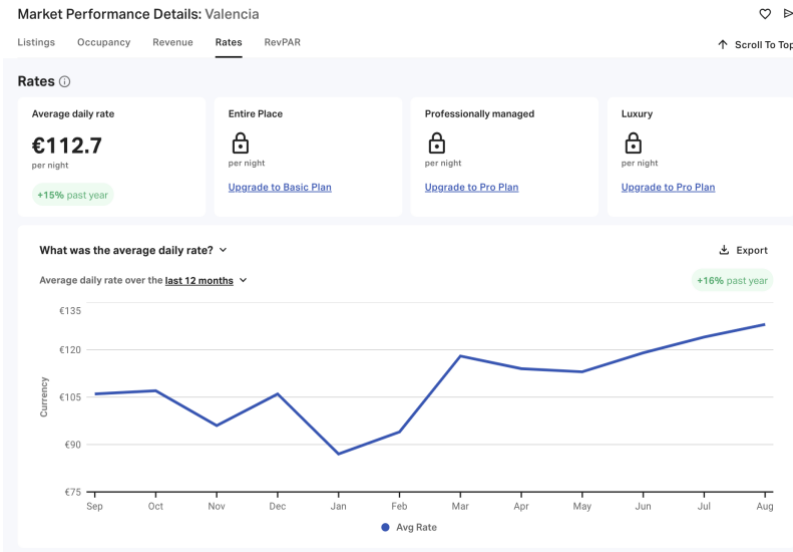 Market Performance Details: Valencia
Listings Occupancy Revenue Rates RevPAR
Scroll To Top
Rates
Average daily rate
€112.7
per night
+15% past year
Entire Place
per night
Upgrade to Basic Plan
Professionally managed
per night
Upgrade to Pro Plan
Luxury
per night
Upgrade to Pro Plan
What was the average daily rate?
Export
Average daily rate over the last 12 months
+16% past year
€135
€120
€105
€90
€75
Currency
Sep Oct Nov Dec Jan Feb Mar Apr May Jun Jul Aug
Avg Rate